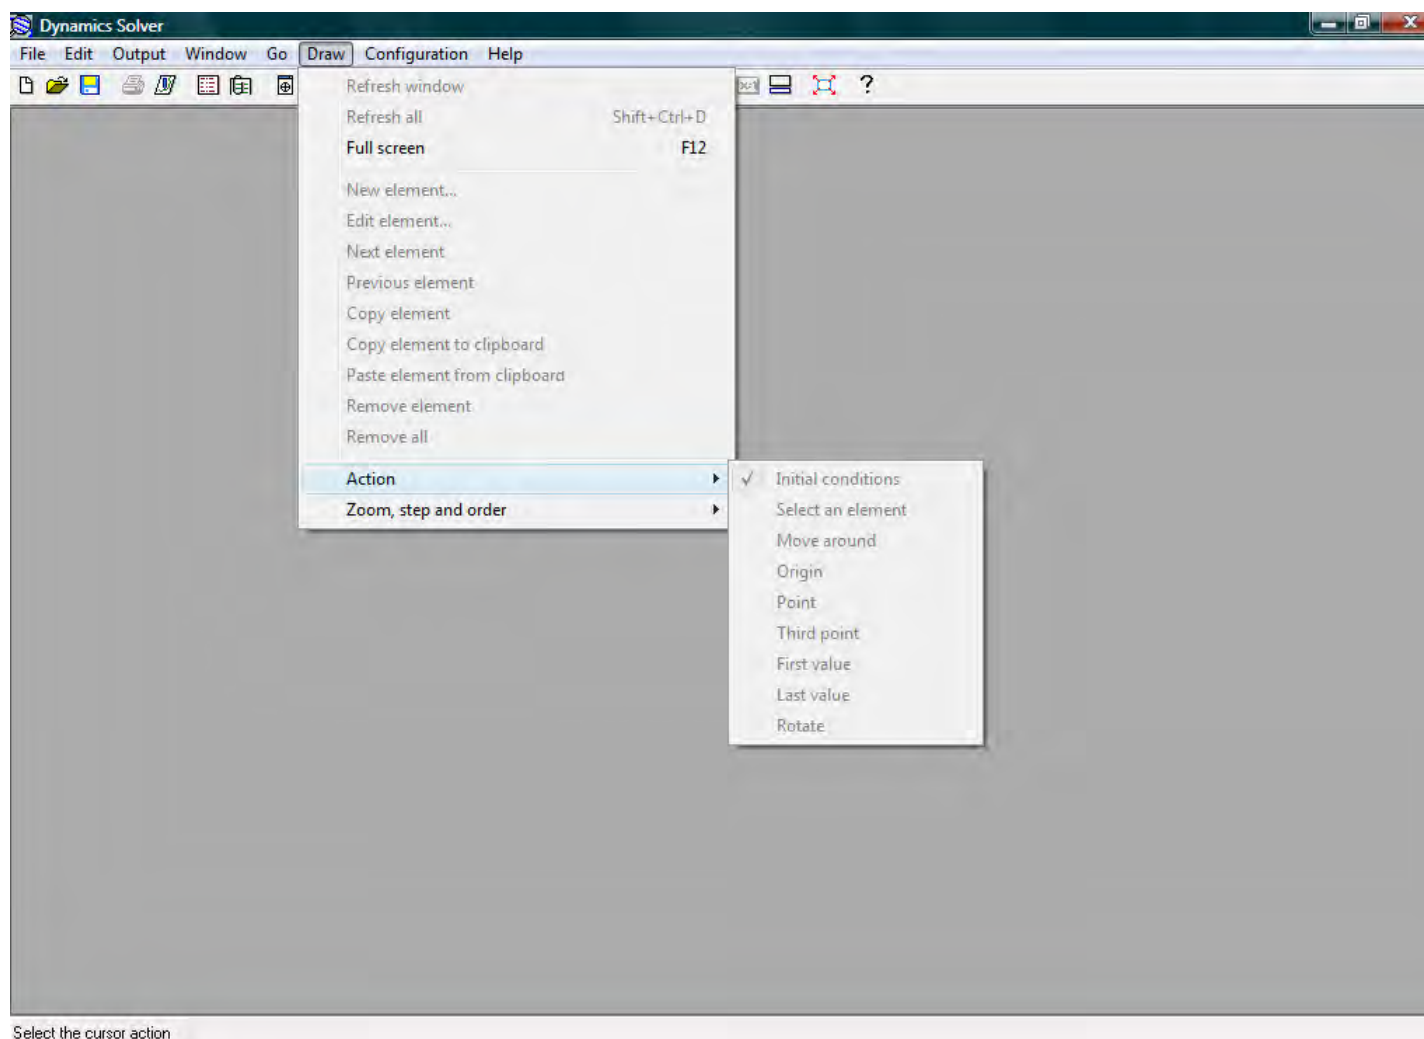 Dynamics Solver
File Edit Output Window Go Draw Configuration Help
?
Refresh window
Refresh all Shift+Ctrl+D
Full screen F12
New element...
Edit element...
Next element
Previous element
Copy element
Copy element to clipboard
Paste element from clipboard
Remove element
Remove all
Action
Zoom, step and order
Initial conditions
Select an element
Move around
Origin
Point
Third point
First value
Last value
Rotate
Select the cursor action